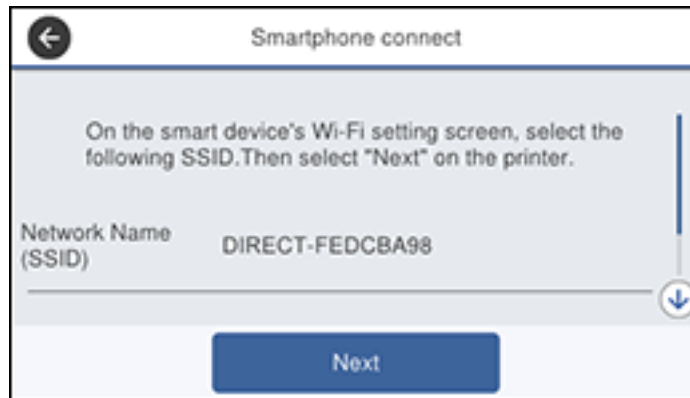 Smartphone connect
On the smart device's Wi-Fi setting screen, select the
following SSID.Then select "Next" on the printer.
Network Name
(SSID)
DIRECT-FEDCBA98
Next